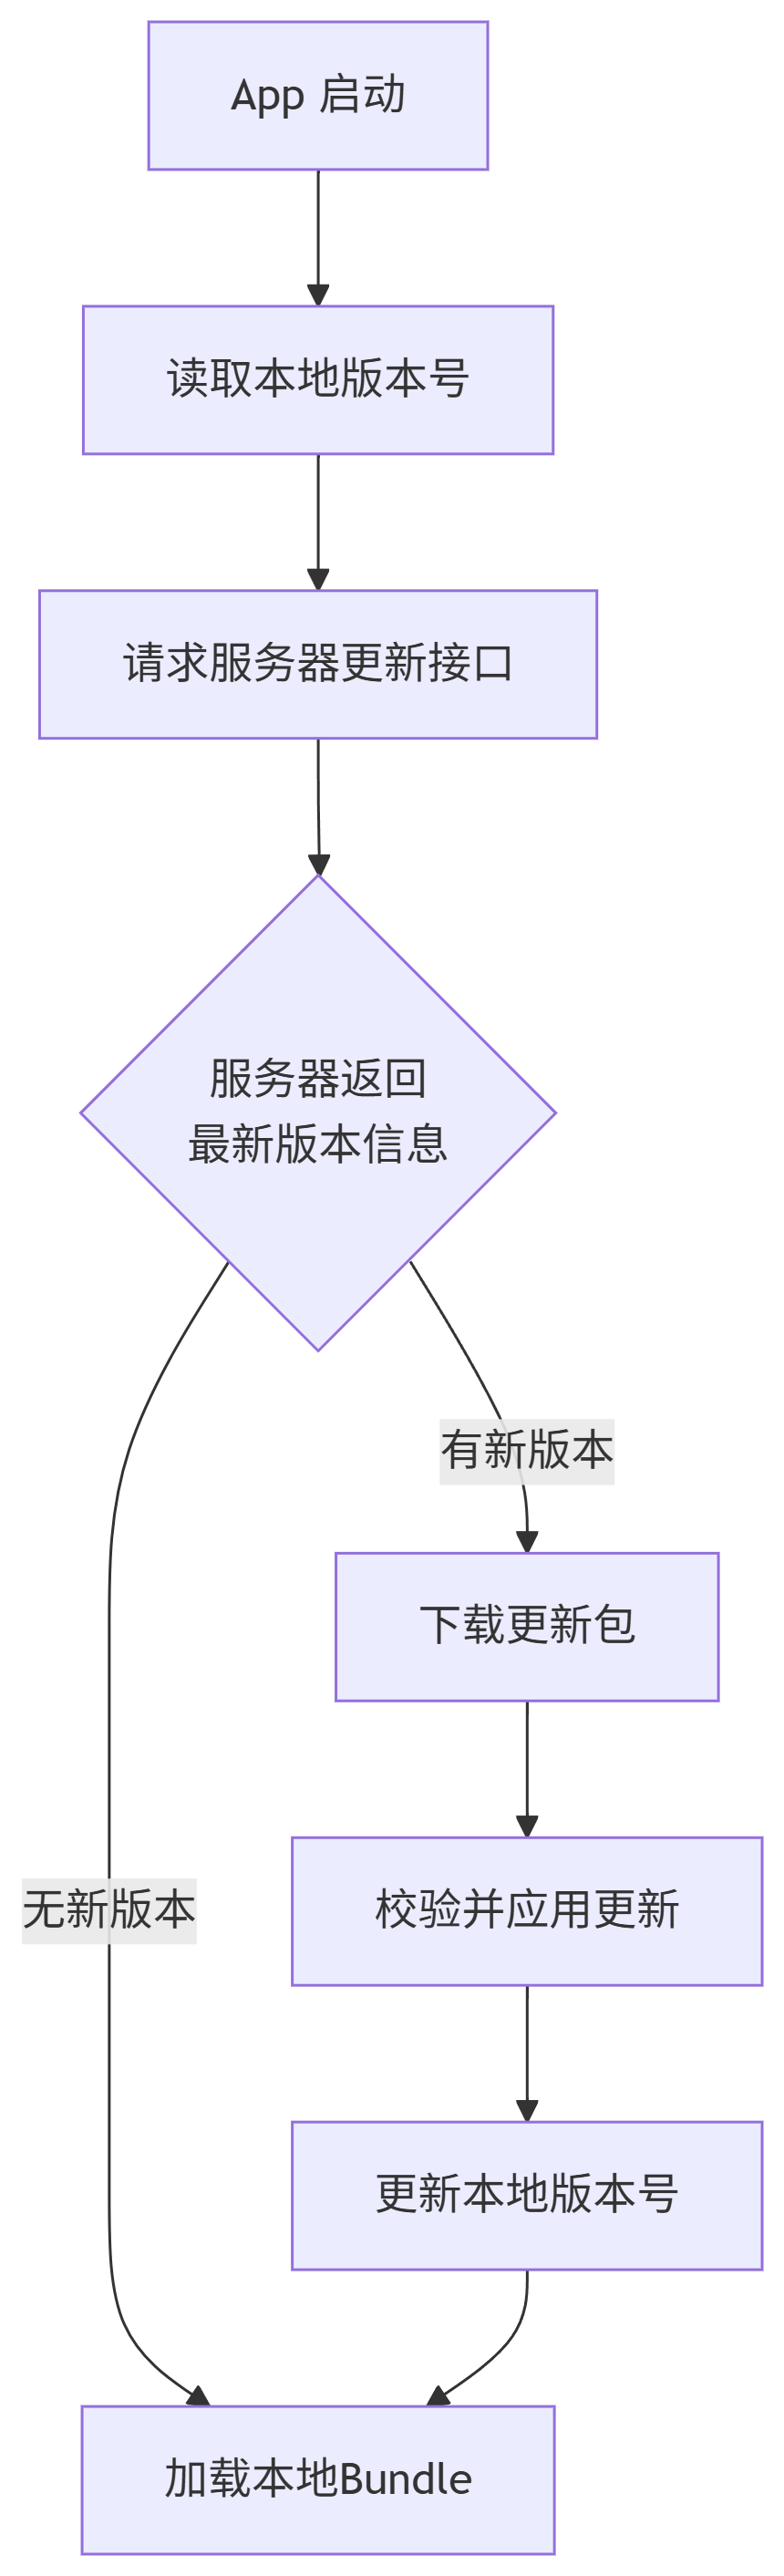 App 启动
读取本地版本号
请求服务器更新接口
服务器返回
最新版本信息
有新版本
下载更新包
无新版本
校验并应用更新
更新本地版本号
加载本地Bundle